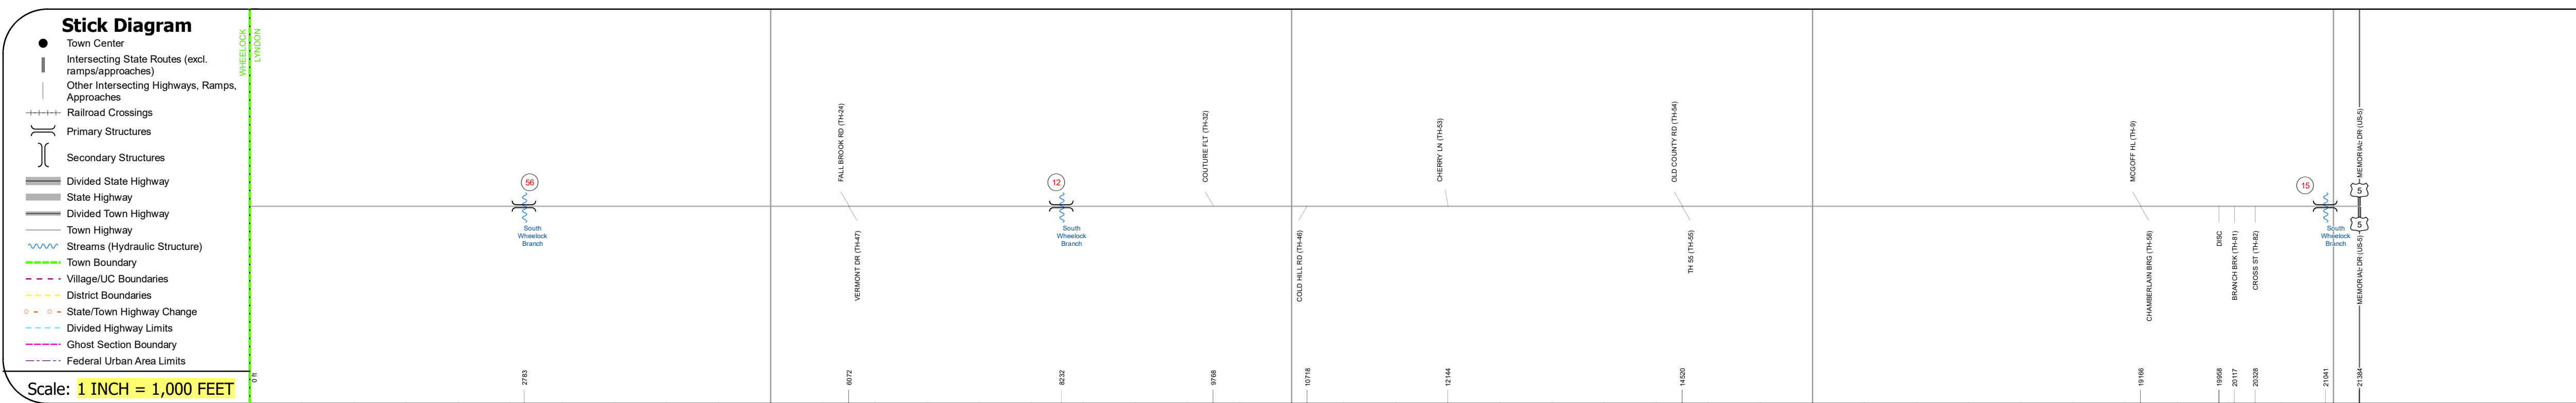 Stick Diagram
Town Center
Intersecting State Routes (excl.
ramps/approaches)
Other Intersecting Highways, Ramps,
Approaches
Railroad Crossings
Primary Structures
Secondary Structures
Divided State Highway
State Highway
Divided Town Highway
Town Highway
Streams (Hydraulic Structure)
Town Boundary
Village/UC Boundaries
District Boundaries
State/Town Highway Change
Divided Highway Limits
Ghost Section Boundary
Federal Urban Area Limits
Scale: 1 INCH = 1,000 FEET
WHEELOCK
LYNDON
56
South
Wheelock
Branch
FALL BROOK RD (TH-24)
VERMONT DR (TH-47)
12
South
Wheelock
Branch
COUTURE FLT (TH-32)
COLD HILL RD (TH-46)
CHERRY LN (TH-53)
OLD COUNTY RD (TH-54)
TH 55 (TH-55)
MCGOFF HL (TH-9)
CHAMBERLAIN BRG (TH-58)
DISC
BRANCH BRK (TH-81)
CROSS ST (TH-82)
15
South
Wheelock
Branch
MEMORIAL DR (US-5)
5
5
MEMORIAL DR (US-5)
0 ft
2783
6072
8232
9768
10718
12144
14520
19166
19958
20117
20328
21041
21384